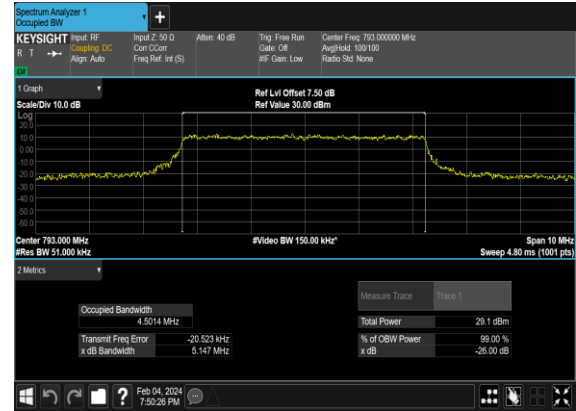 Spectrum Analyzer 1
Occupied BW
+
KEYSIGHT Input: RF Input Z: 50 Ω Atten: 40 dB Trig: Free Run Center Freq: 793.000000 MHz
R T Coupling: DC Corr CCorr Gate: Off Avg|Hold: 100/100
Align: Auto Freq Ref: Int (S) #IF Gain: Low Radio Std: None
LV
1 Graph
Ref Lvl Offset 7.50 dB
Scale/Div 10.0 dB Ref Value 30.00 dBm
Log
20.0
10.0
0.00
-10.0
-20.0
-30.0
-40.0
-50.0
-60.0
Center 793.000 MHz #Video BW 150.00 kHz* Span 10 MHz
#Res BW 51.000 kHz Sweep 4.80 ms (1001 pts)
2 Metrics
Measure Trace Trace 1
Occupied Bandwidth
4.5014 MHz Total Power 29.1 dBm
Transmit Freq Error -20.523 kHz % of OBW Power 99.00 %
x dB Bandwidth 5.147 MHz x dB -26.00 dB
? Feb 04, 2024
7:50:26 PM